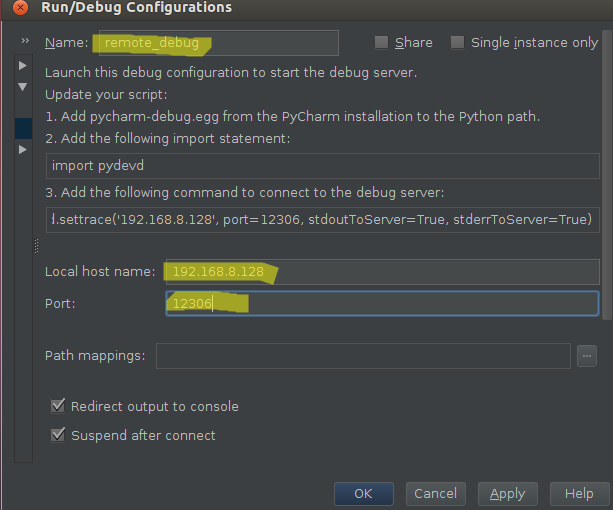 Run/Debug Configurations
Name: remote_debug Share Single instance only
Launch this debug configuration to start the debug server.
Update your script:
1. Add pycharm-debug.egg from the PyCharm installation to the Python path.
2. Add the following import statement:
import pydevd
3. Add the following command to connect to the debug server:
.settrace('192.168.8.128', port=12306, stdoutToServer=True, stderrToServer=True)
Local host name: 192.168.8.128
Port: 12306
Path mappings: ...
Redirect output to console
Suspend after connect
OK Cancel Apply Help